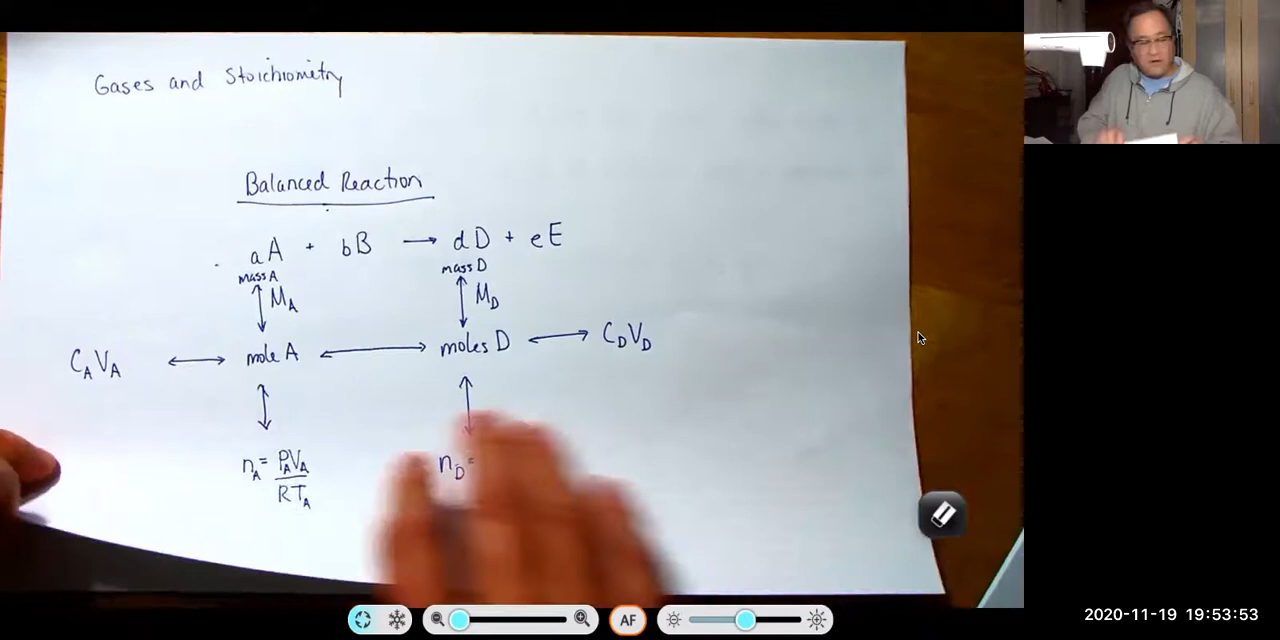 Gases and Stoichiometry
Balanced Reaction
aA + bB → dD + eE
mass A mass D
↕ M_A ↕ M_D
C_A V_A ↔ mole A ↔ moles D ↔ C_D V_D
n_A = P_A V_A / R T_A n_D =
AF
2020-11-19 19:53:53